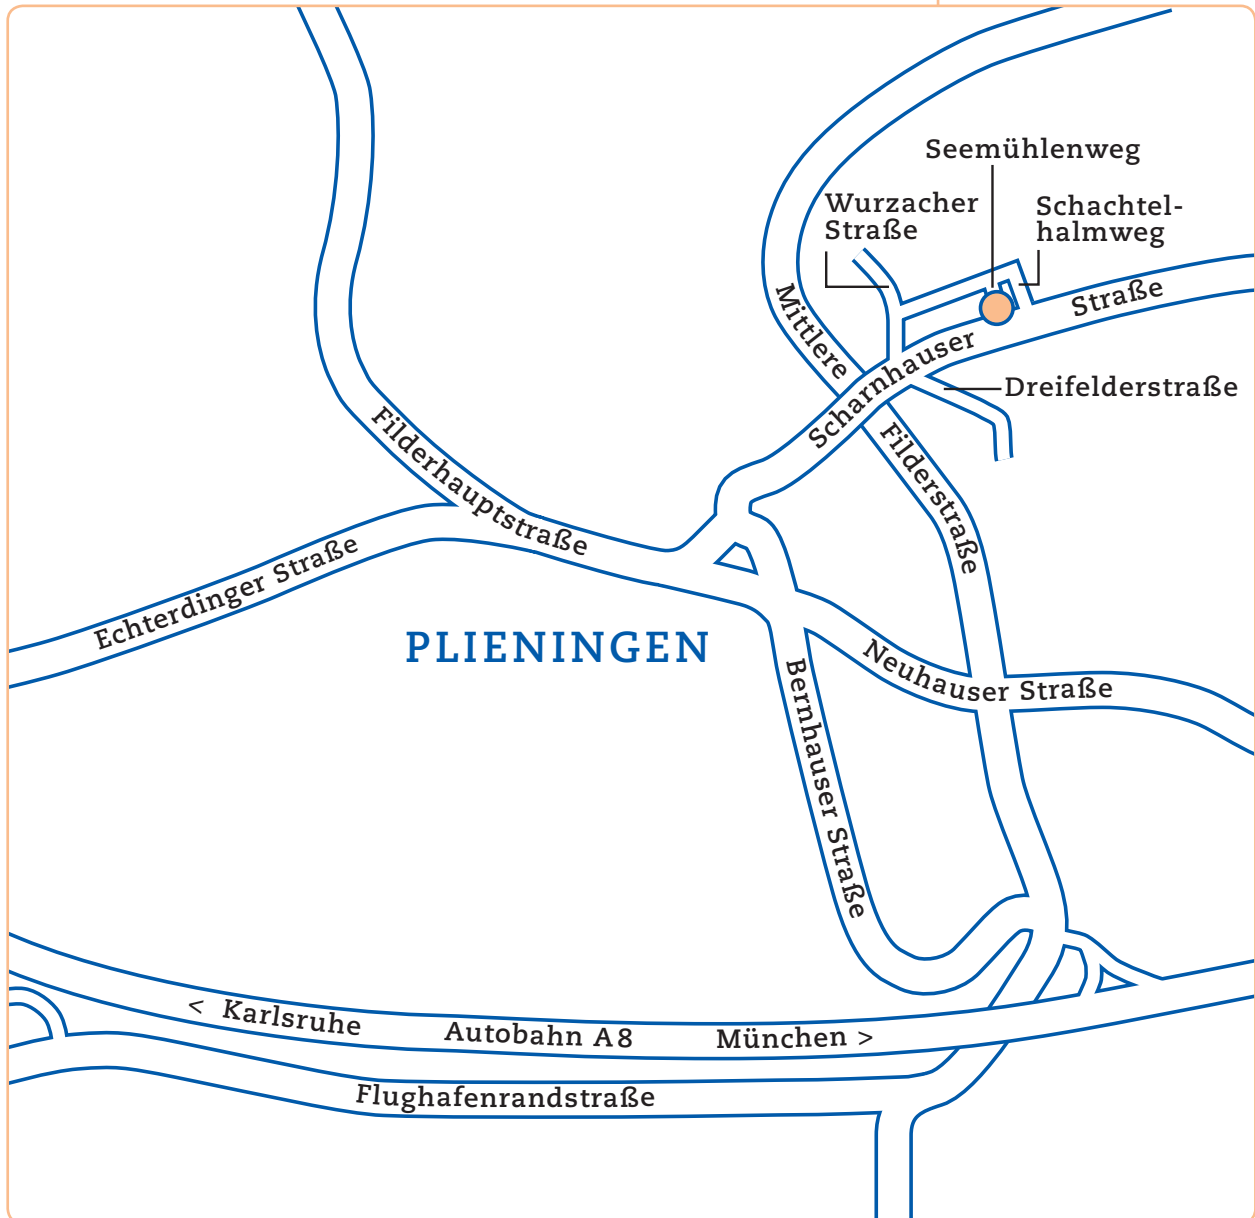 Seemühlenweg
Wurzacher
Straße
Schachtel-
halmweg
Straße
Mittlere
Scharnhauser
Dreifelderstraße
Filderhauptstraße
Filderstraße
Echterdinger Straße
PLIENINGEN
Neuhauser Straße
Bernhauser Straße
< Karlsruhe
Autobahn A8
München >
Flughafenrandstraße